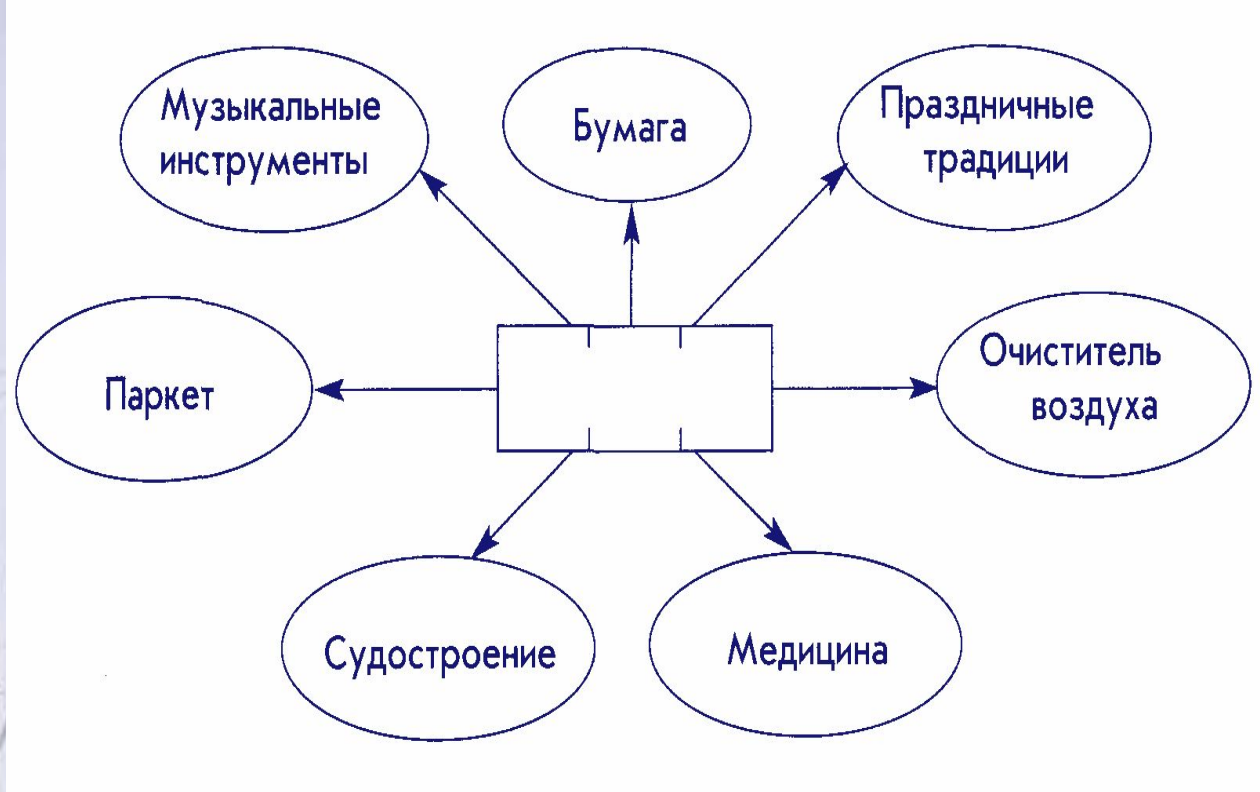 Музыкальные
инструменты
Бумага
Праздничные
традиции
Паркет
Очиститель
воздуха
Судостроение
Медицина